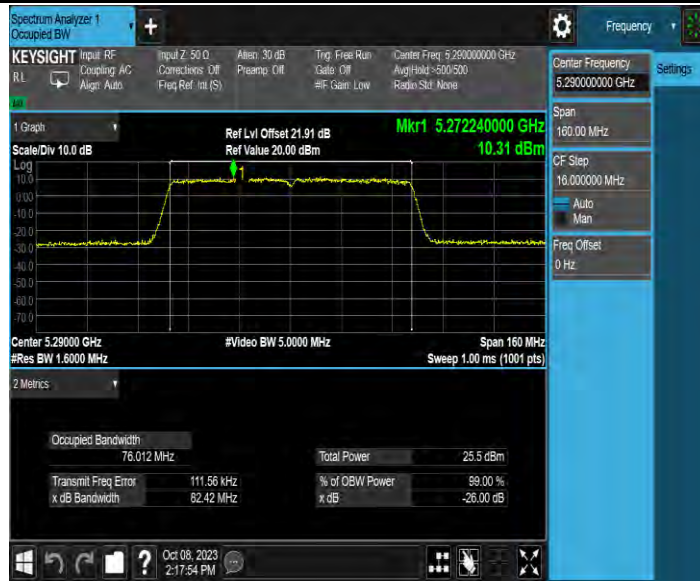 Spectrum Analyzer 1
Occupied BW
Frequency
KEYSIGHT
Input: RF
Coupling: AC
Align: Auto
Input Z: 50 Ω
Corrections: Off
Freq Ref: Int (S)
Atten: 30 dB
Preamp: Off
Trig: Free Run
Gate: Off
#IF Gain: Low
Center Freq: 5.290000000 GHz
Avg|Hold:>500/500
Radio Std: None
RL
Center Frequency
5.290000000 GHz
Settings
Span
160.00 MHz
CF Step
16.000000 MHz
Auto
Man
Freq Offset
0 Hz
1 Graph
Scale/Div 10.0 dB
Ref Lvl Offset 21.91 dB
Ref Value 20.00 dBm
Mkr1 5.272240000 GHz
10.31 dBm
Log
10.0
0.00
-10.0
-20.0
-30.0
-40.0
-50.0
-60.0
-70.0
1
Center 5.29000 GHz
#Res BW 1.6000 MHz
#Video BW 5.0000 MHz
Span 160 MHz
Sweep 1.00 ms (1001 pts)
2 Metrics
Occupied Bandwidth
76.012 MHz
Total Power 25.5 dBm
Transmit Freq Error 111.56 kHz
% of OBW Power 99.00 %
x dB Bandwidth 82.42 MHz
x dB -26.00 dB
Oct 08, 2023
2:17:54 PM